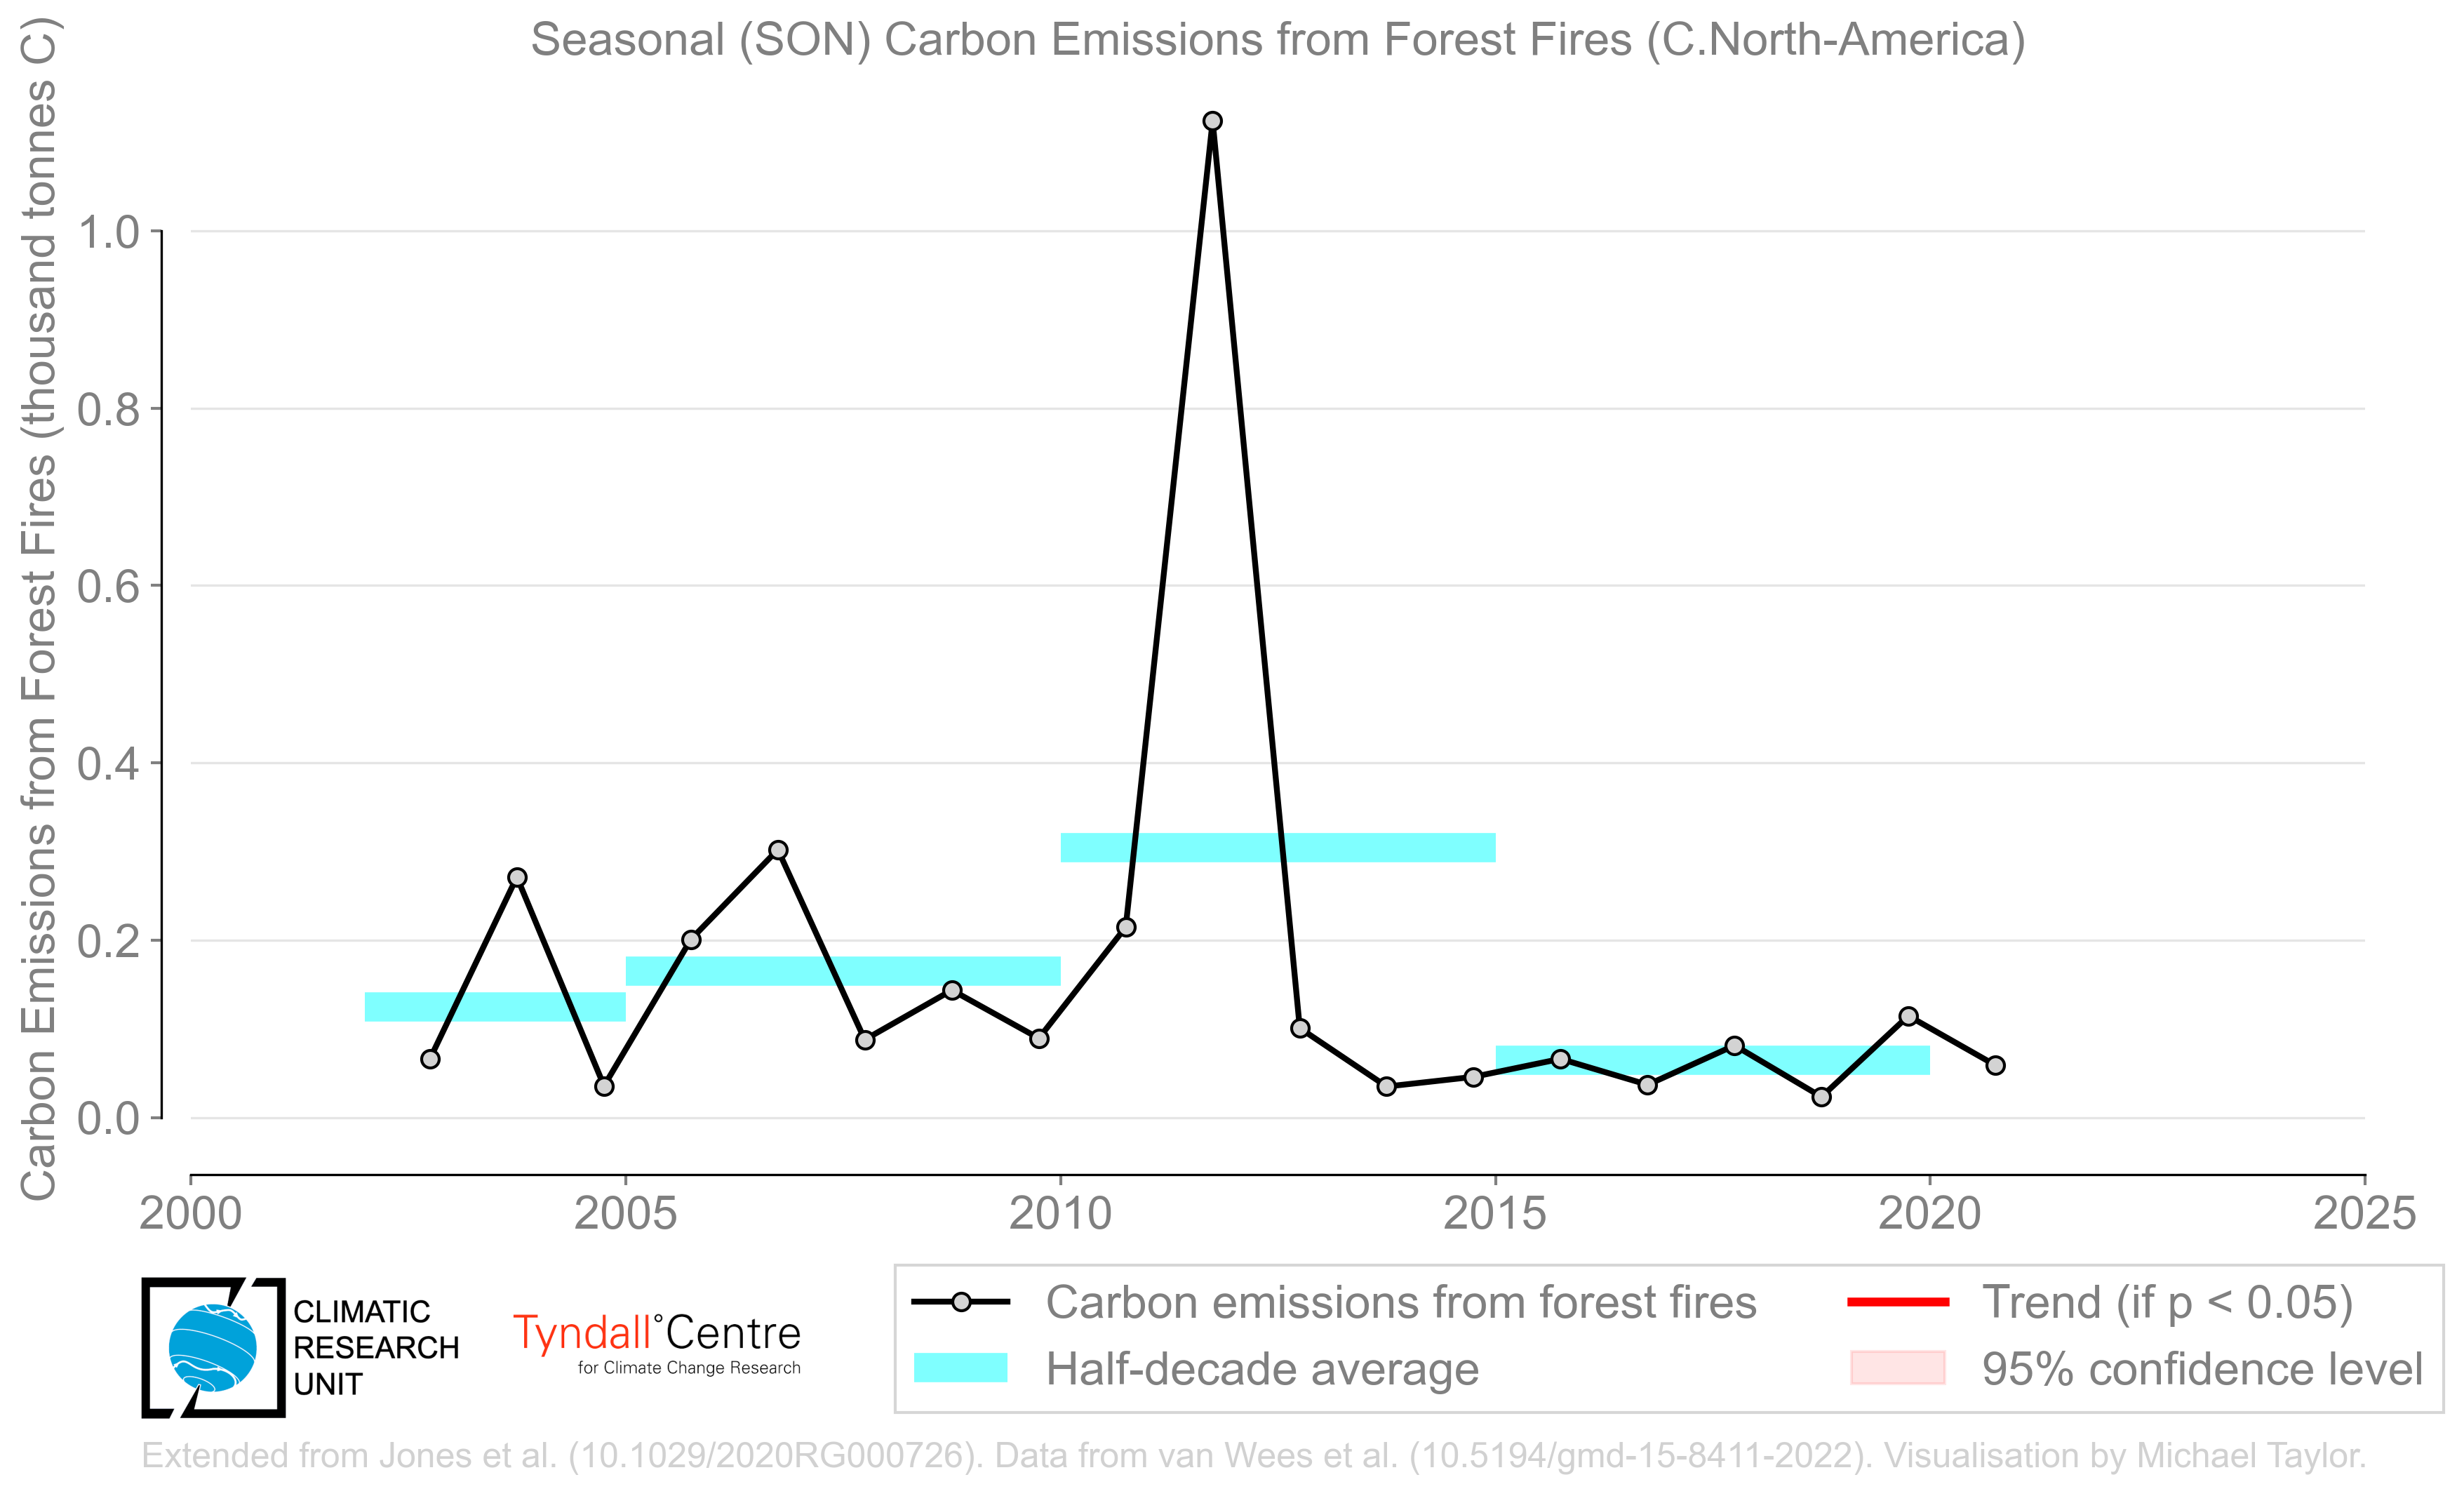 Seasonal (SON) Carbon Emissions from Forest Fires (C.North-America)
Carbon Emissions from Forest Fires (thousand tonnes C)
1.0
0.8
0.6
0.4
0.2
0.0
2000 2005 2010 2015 2020 2025
CLIMATIC
RESEARCH
UNIT
Tyndall°Centre
for Climate Change Research
Carbon emissions from forest fires
Half-decade average
Trend (if p < 0.05)
95% confidence level
Extended from Jones et al. (10.1029/2020RG000726). Data from van Wees et al. (10.5194/gmd-15-8411-2022). Visualisation by Michael Taylor.